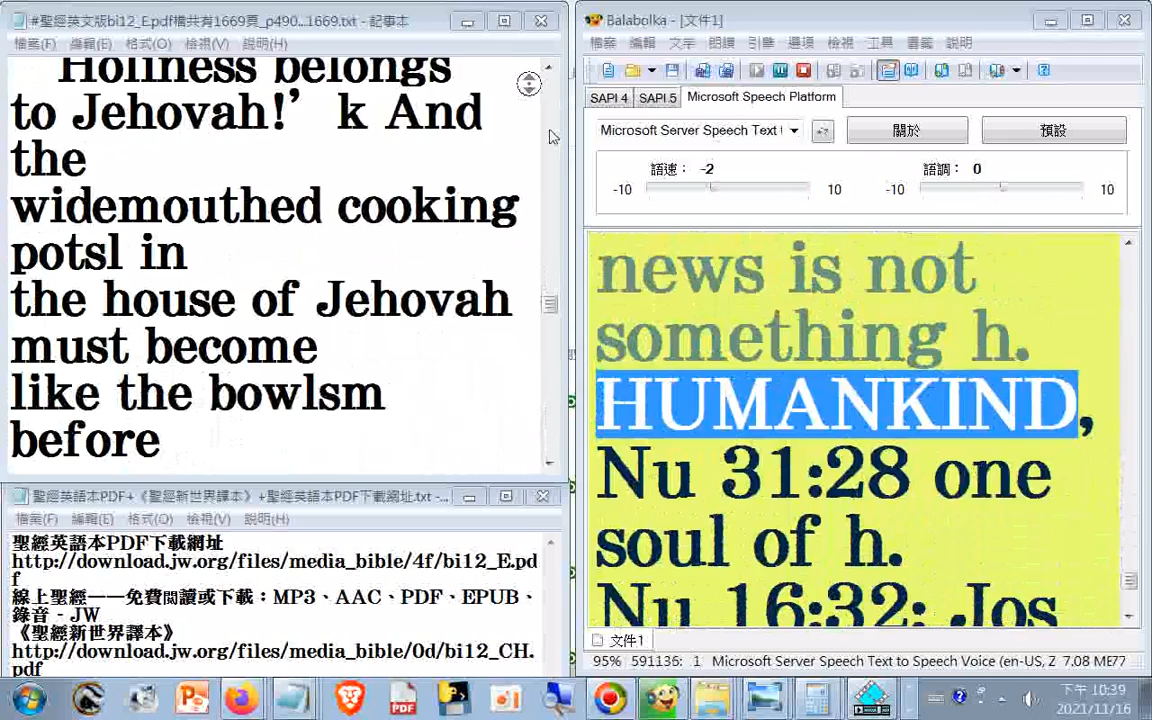 #聖經英文版bi12_E.pdf檔共有1669頁_p490...1669.txt - 記事本
檔案(F) 編輯(E) 格式(O) 檢視(V) 說明(H)
Holiness belongs
to Jehovah!’ k And
the
widemouthed cooking
potsl in
the house of Jehovah
must become
like the bowlsm
before
聖經英語本PDF+《聖經新世界譯本》+聖經英語本PDF下載網址.txt -...
檔案(F) 編輯(E) 格式(O) 檢視(V) 說明(H)
聖經英語本PDF下載網址
http://download.jw.org/files/media_bible/4f/bi12_E.pd
f
線上聖經——免費閱讀或下載：MP3、AAC、PDF、EPUB、
錄音 - JW
《聖經新世界譯本》
http://download.jw.org/files/media_bible/0d/bi12_CH.
pdf
Balabolka - [文件1]
檔案 編輯 文字 朗讀 引擎 選項 檢視 工具 書籤 說明
SAPI 4 SAPI 5 Microsoft Speech Platform
Microsoft Server Speech Text 關於 預設
語速： -2 語調： 0
-10 10 -10 10
news is not
something h.
HUMANKIND,
Nu 31:28 one
soul of h.
Nu 16:32; Jos
文件1
95% 591136: 1 Microsoft Server Speech Text to Speech Voice (en-US, Z 7.08 ME77
PDF
下午 10:39
2021/11/16